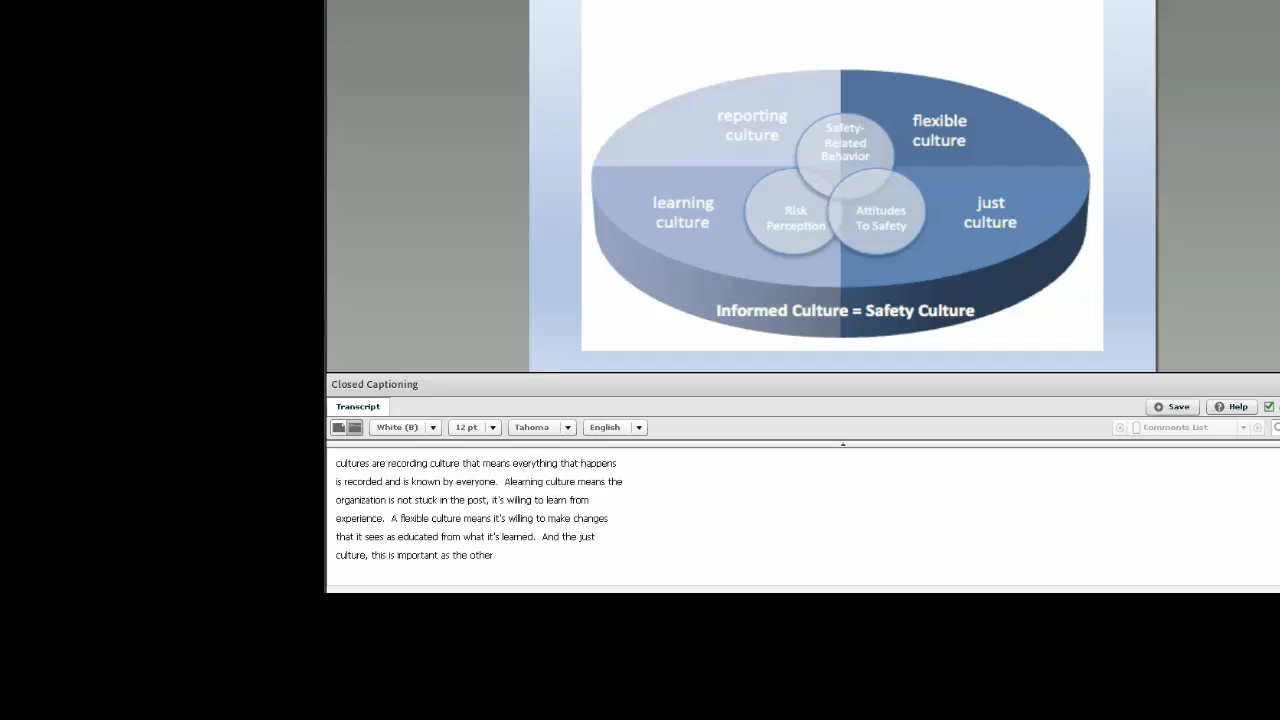 reporting
culture
flexible
culture
Safety-
Related
Behavior
learning
culture
Risk
Perception
Attitudes
To Safety
just
culture
Informed Culture = Safety Culture
Closed Captioning
Transcript
Save
Help
White (B)
12 pt
Tahoma
English
Comments List
cultures are recording culture that means everything that happens
is recorded and is known by everyone.  Alearning culture means the
organization is not stuck in the post, it's willing to learn from
experience.  A flexible culture means it's willing to make changes
that it sees as educated from what it's learned.  And the just
culture, this is important as the other